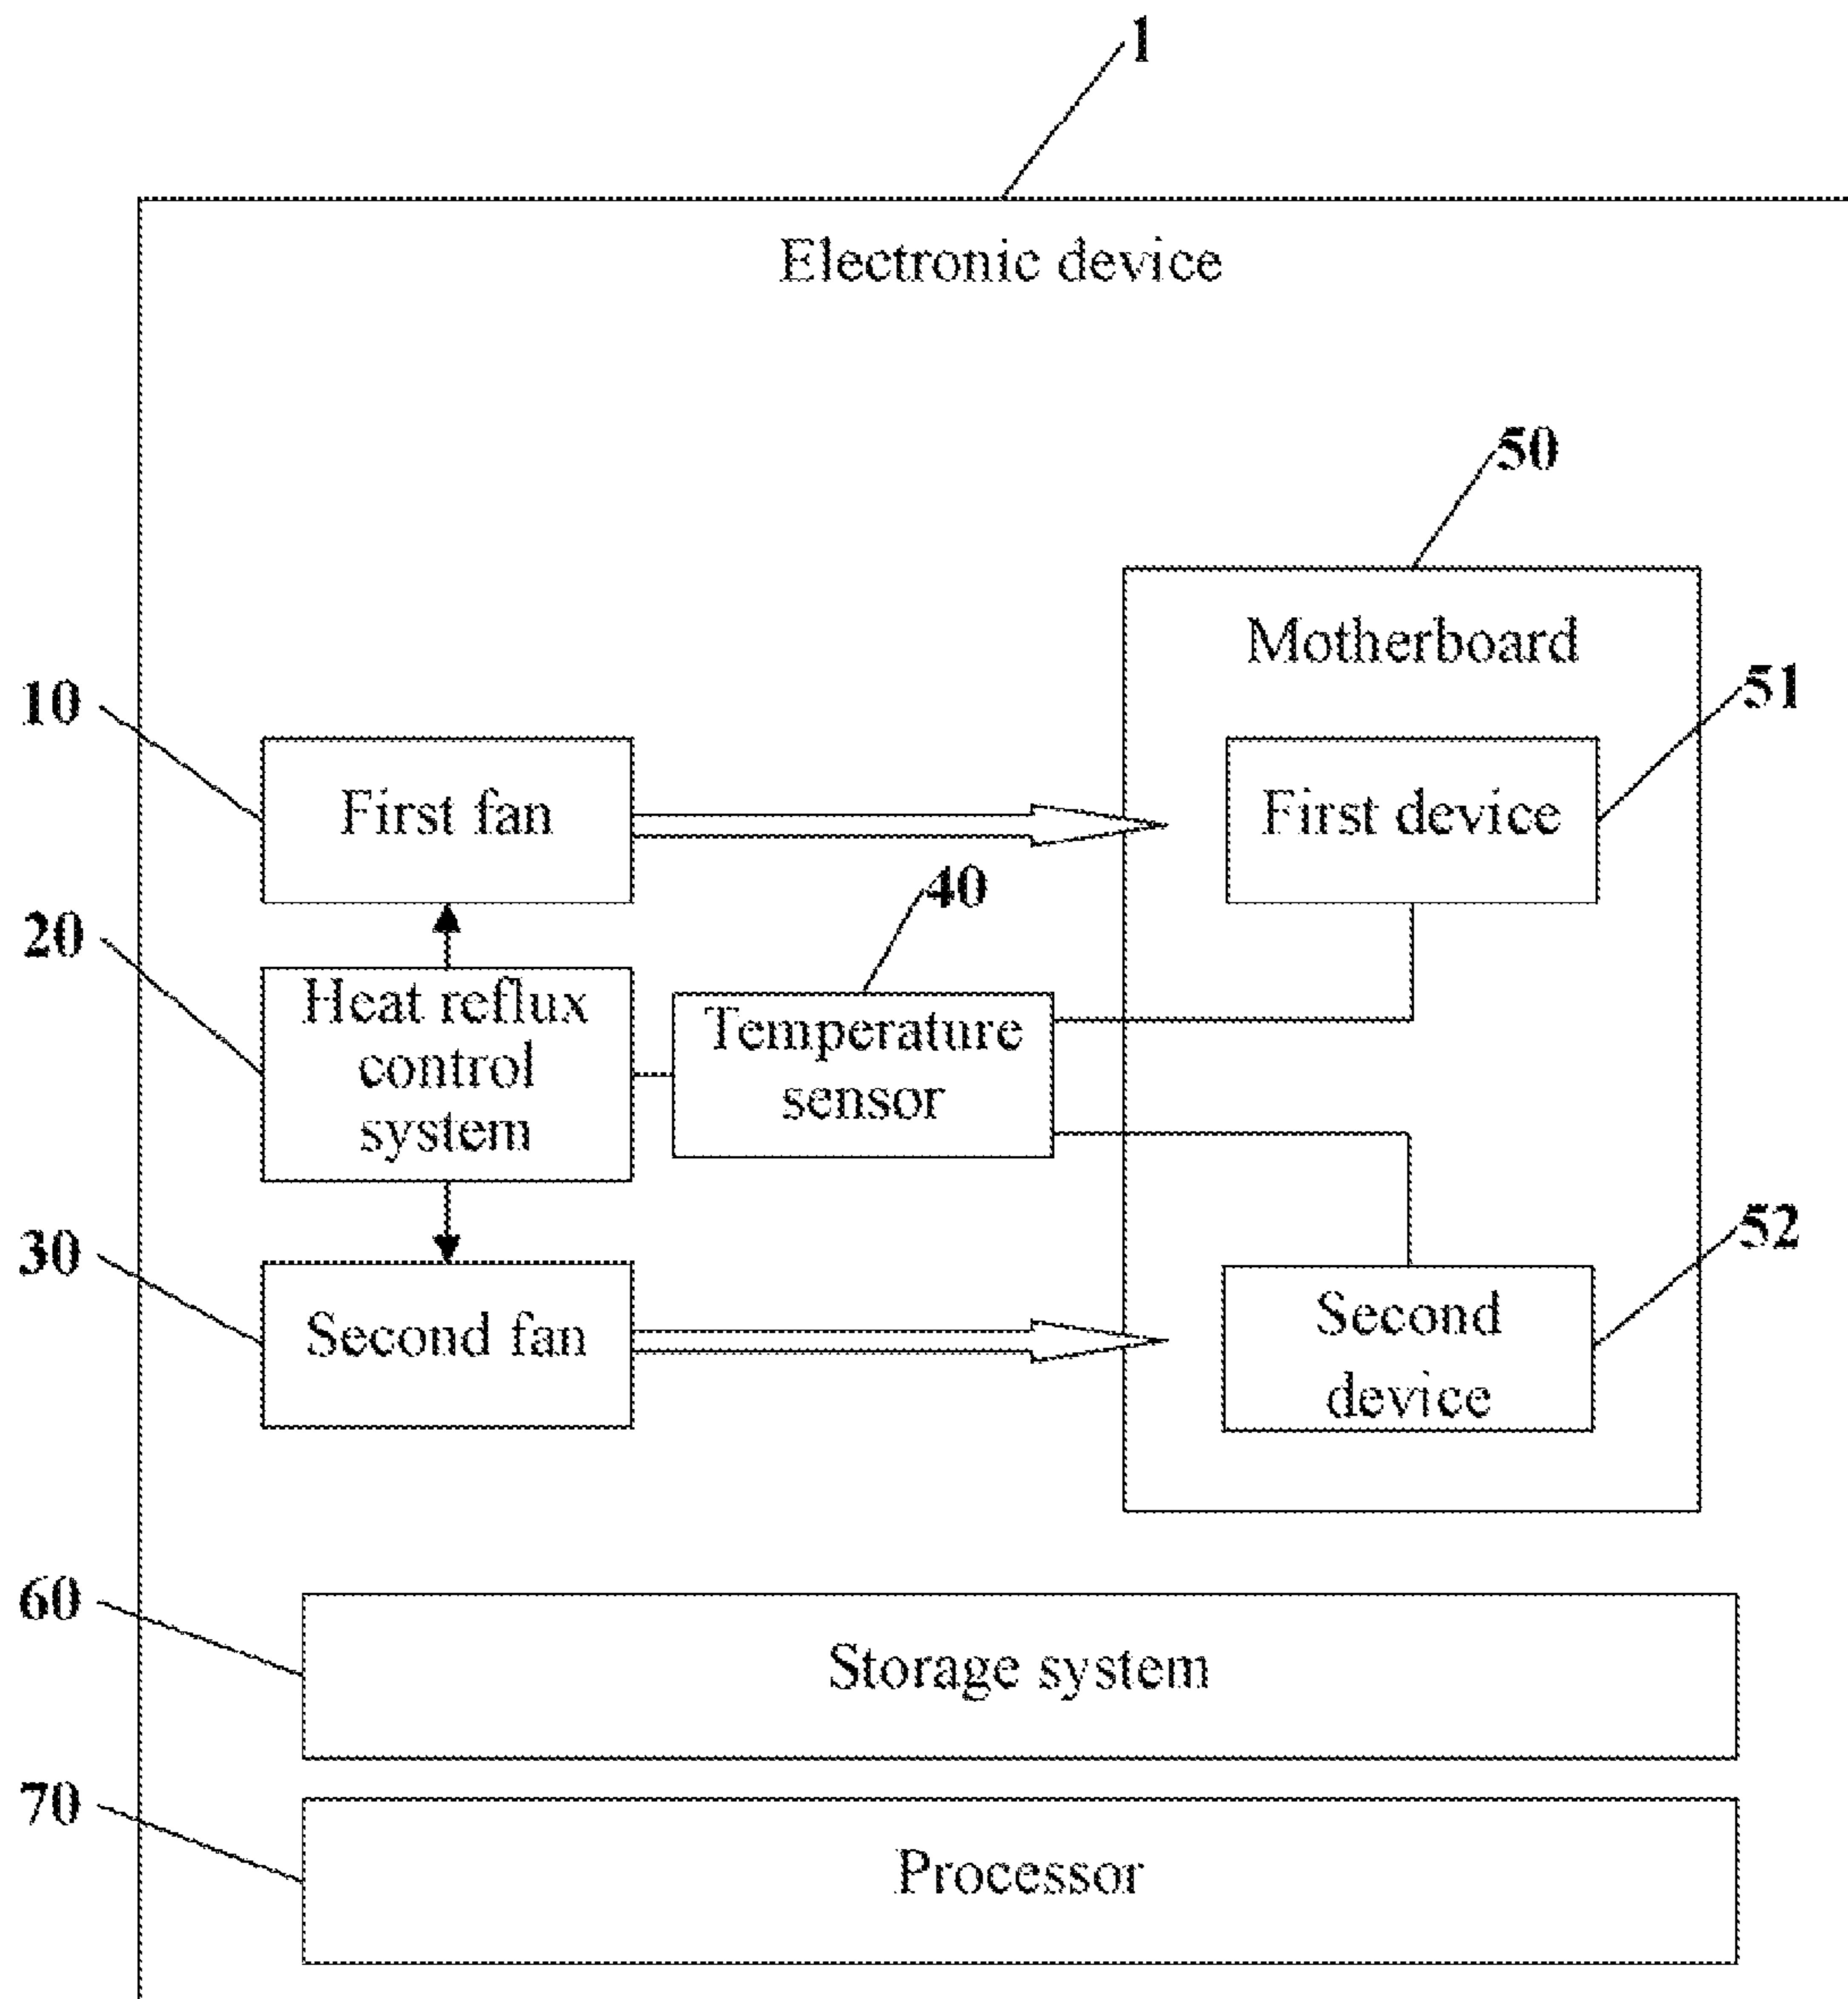 1
Electronic device
50
Motherboard
10
51
First fan
First device
40
20
Heat reflux
control
system
Temperature
sensor
30
52
Second fan
Second
device
60
Storage system
70
Processor